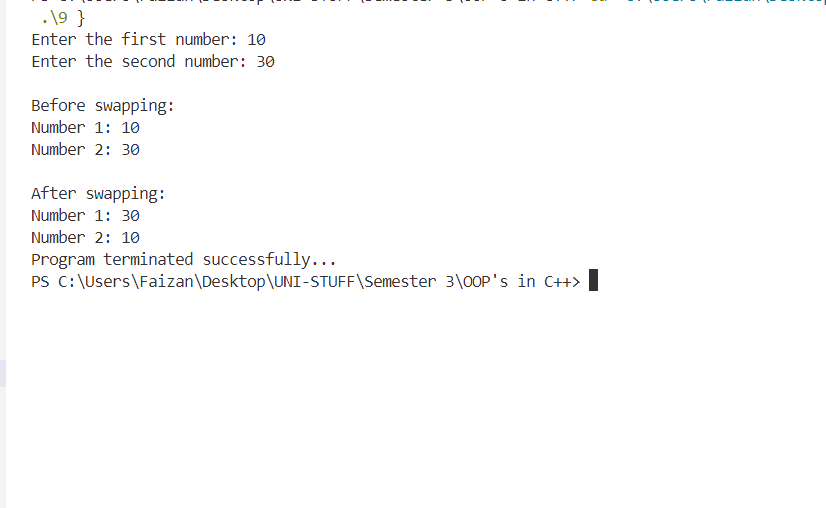 .\9 }
Enter the first number: 10
Enter the second number: 30
Before swapping:
Number 1: 10
Number 2: 30
After swapping:
Number 1: 30
Number 2: 10
Program terminated successfully...
PS C:\Users\Faizan\Desktop\UNI-STUFF\Semester 3\OOP's in C++>